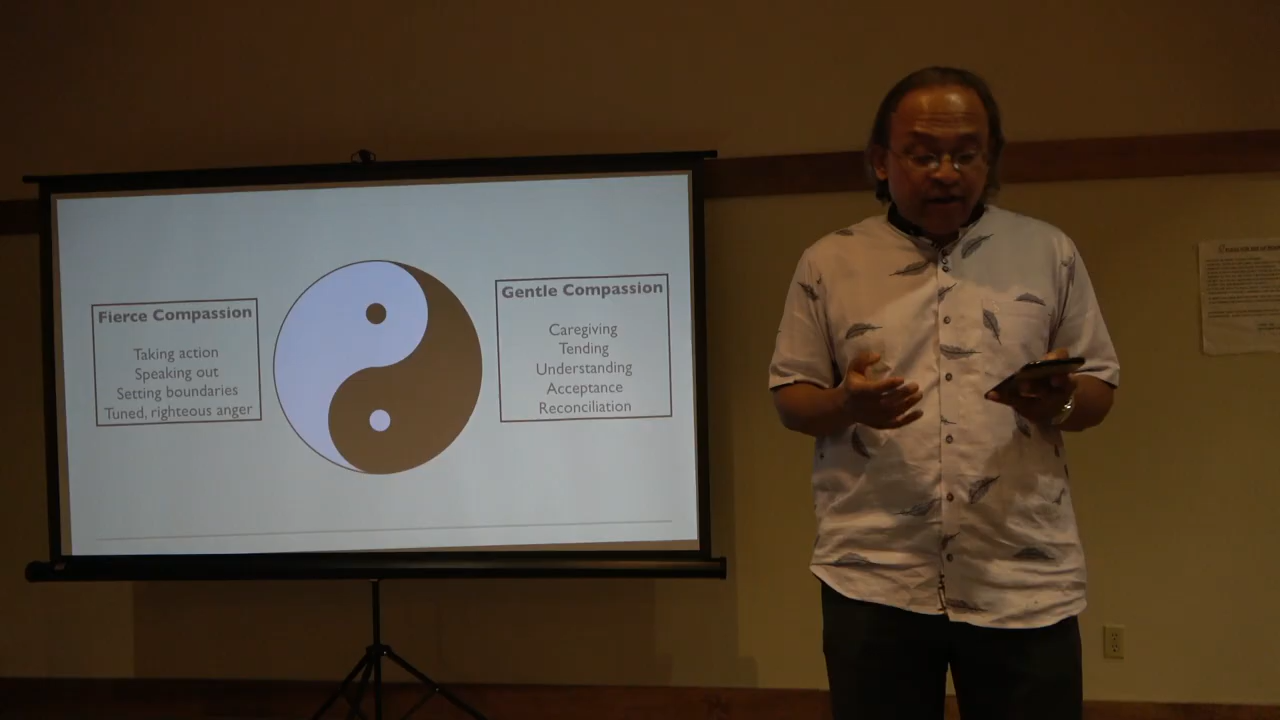 Fierce Compassion
Taking action
Speaking out
Setting boundaries
Tuned, righteous anger
Gentle Compassion
Caregiving
Tending
Understanding
Acceptance
Reconciliation